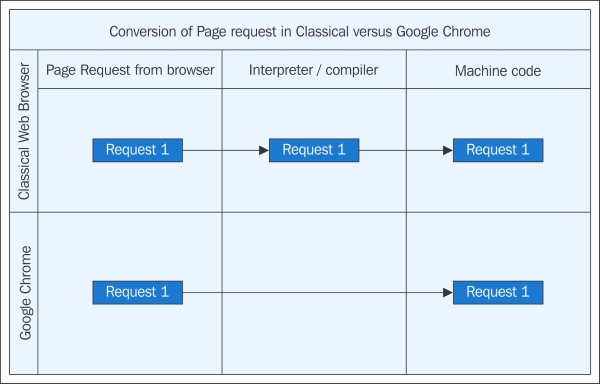 Conversion of Page request in Classical versus Google Chrome
Page Request from browser
Interpreter / compiler
Machine code
Classical Web Browser
Request 1
Request 1
Request 1
Google Chrome
Request 1
Request 1